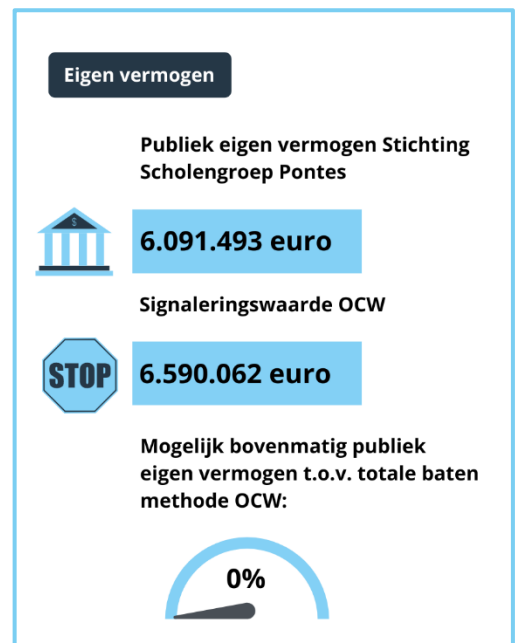 Eigen vermogen
Publiek eigen vermogen Stichting
Scholengroep Pontes
$
6.091.493 euro
Signaleringswaarde OCW
STOP
6.590.062 euro
Mogelijk bovenmatig publiek
eigen vermogen t.o.v. totale baten
methode OCW:
0%